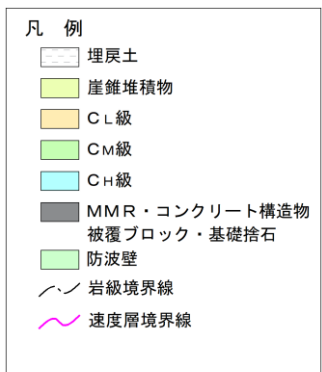 凡　例
埋戻土
崖錐堆積物
CL級
CM級
CH級
MMR・コンクリート構造物
被覆ブロック・基礎捨石
防波壁
岩級境界線
速度層境界線